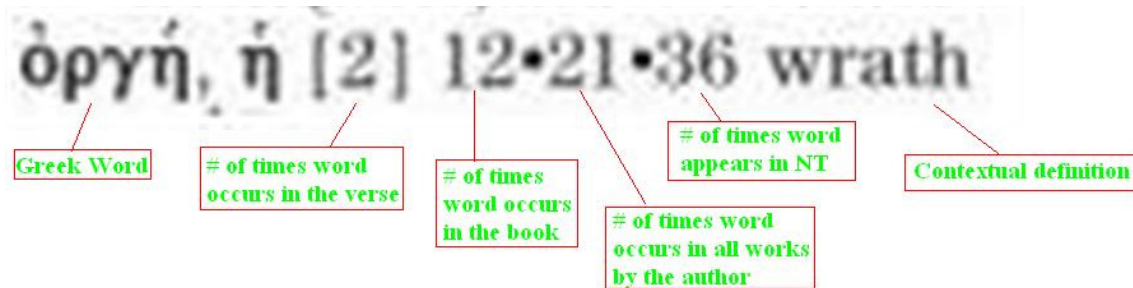 ὀργή, ἡ [2] 12•21•36 wrath
Greek Word
# of times word
occurs in the verse
# of times
word occurs
in the book
# of times word
occurs in all works
by the author
# of times word
appears in NT
Contextual definition